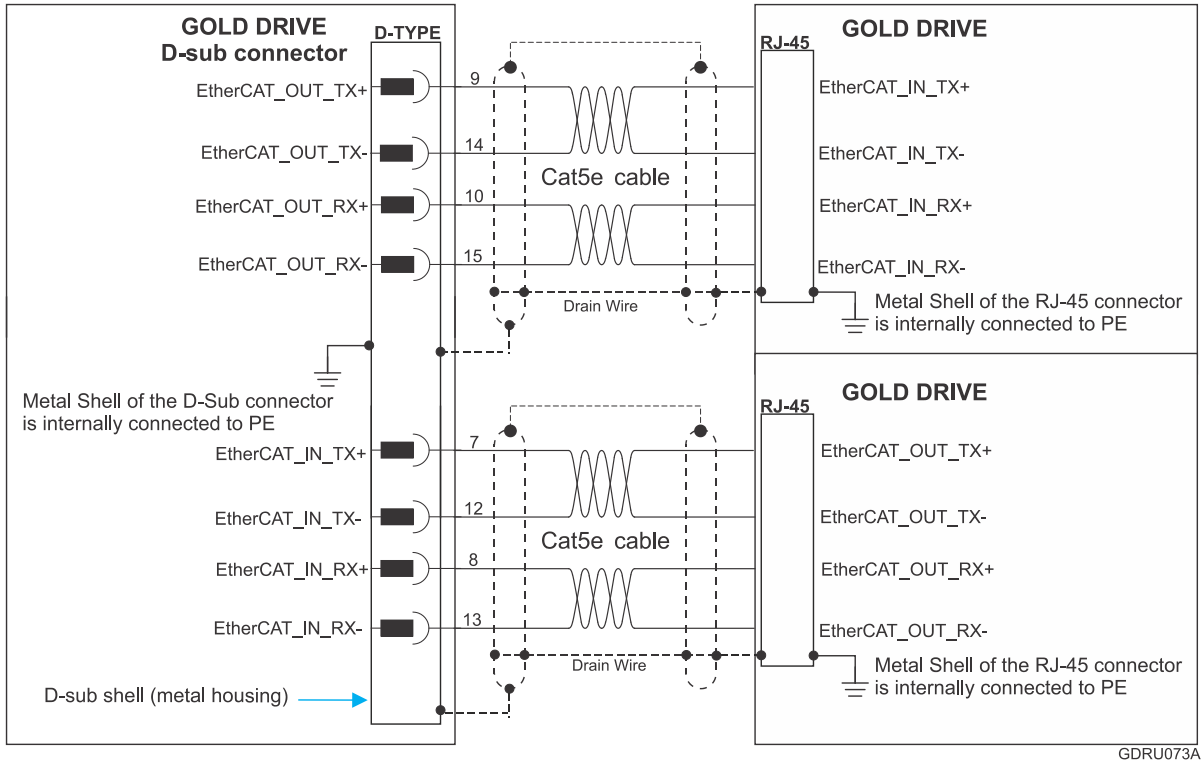 GOLD DRIVE
D-sub connector
D-TYPE
EtherCAT_OUT_TX+
9
EtherCAT_OUT_TX-
14
Cat5e cable
EtherCAT_OUT_RX+
10
EtherCAT_OUT_RX-
15
Drain Wire
RJ-45
GOLD DRIVE
EtherCAT_IN_TX+
EtherCAT_IN_TX-
EtherCAT_IN_RX+
EtherCAT_IN_RX-
Metal Shell of the RJ-45 connector
is internally connected to PE
Metal Shell of the D-Sub connector
is internally connected to PE
EtherCAT_IN_TX+
7
EtherCAT_IN_TX-
12
Cat5e cable
EtherCAT_IN_RX+
8
EtherCAT_IN_RX-
13
Drain Wire
D-sub shell (metal housing)
RJ-45
GOLD DRIVE
EtherCAT_OUT_TX+
EtherCAT_OUT_TX-
EtherCAT_OUT_RX+
EtherCAT_OUT_RX-
Metal Shell of the RJ-45 connector
is internally connected to PE
GDRU073A